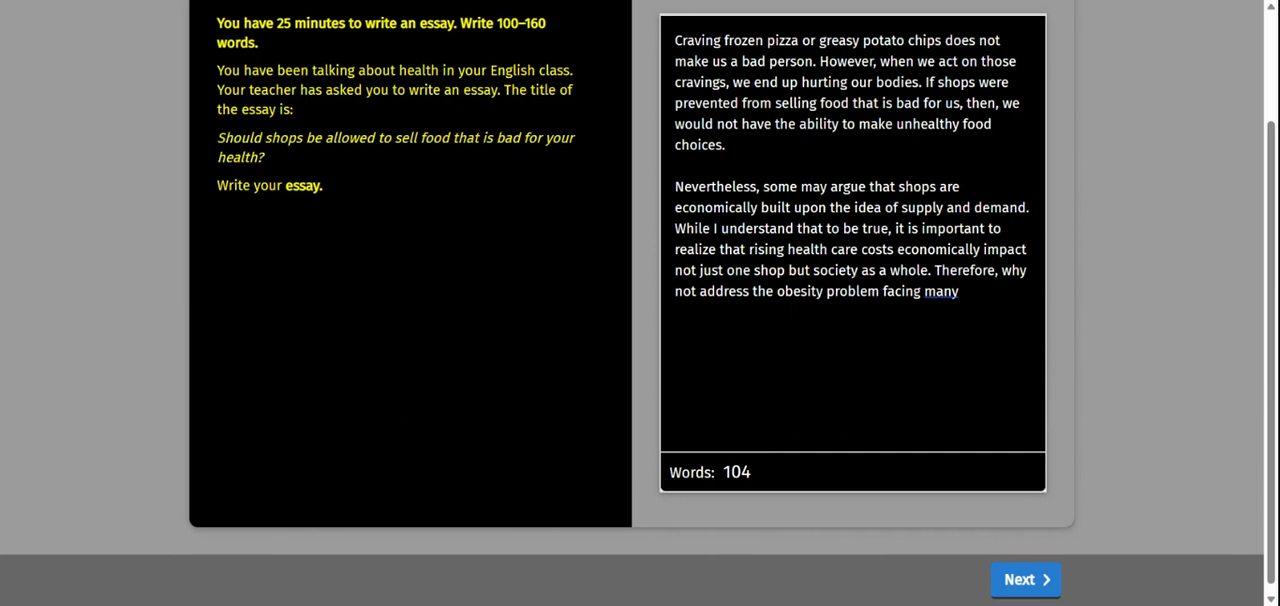 You have 25 minutes to write an essay. Write 100–160
words.
You have been talking about health in your English class.
Your teacher has asked you to write an essay. The title of
the essay is:
Should shops be allowed to sell food that is bad for your
health?
Write your essay.
Craving frozen pizza or greasy potato chips does not
make us a bad person. However, when we act on those
cravings, we end up hurting our bodies. If shops were
prevented from selling food that is bad for us, then, we
would not have the ability to make unhealthy food
choices.
Nevertheless, some may argue that shops are
economically built upon the idea of supply and demand.
While I understand that to be true, it is important to
realize that rising health care costs economically impact
not just one shop but society as a whole. Therefore, why
not address the obesity problem facing many
Words: 104
Next